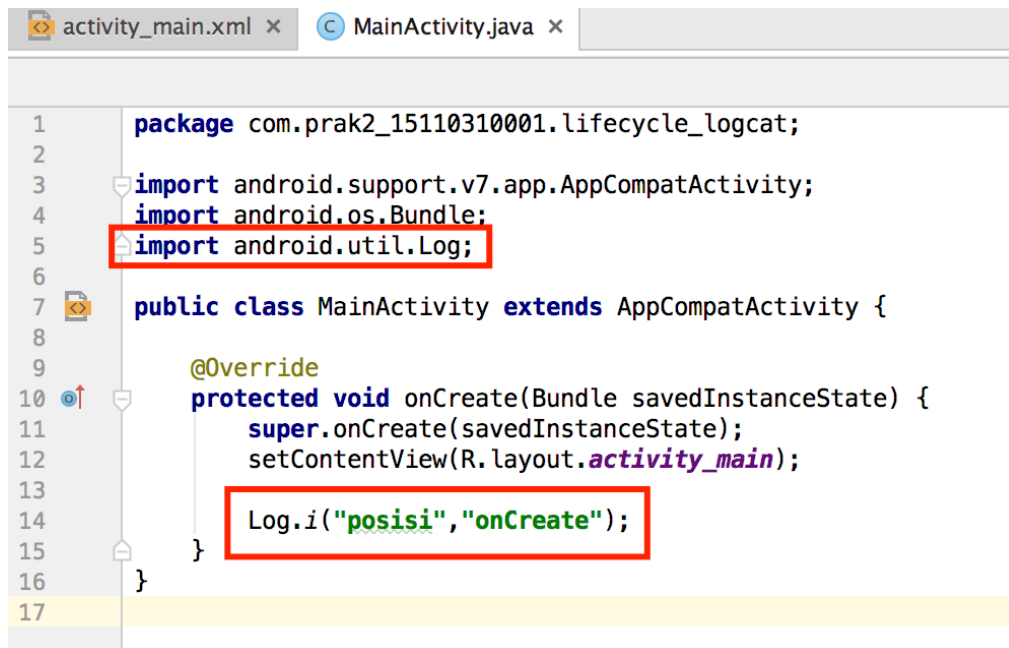 activity_main.xml × C MainActivity.java ×
1 package com.prak2_15110310001.lifecycle_logcat;
2
3 import android.support.v7.app.AppCompatActivity;
4 import android.os.Bundle;
5 import android.util.Log;
6
7 public class MainActivity extends AppCompatActivity {
8
9 @Override
10 protected void onCreate(Bundle savedInstanceState) {
11 super.onCreate(savedInstanceState);
12 setContentView(R.layout.activity_main);
13
14 Log.i("posisi","onCreate");
15 }
16 }
17